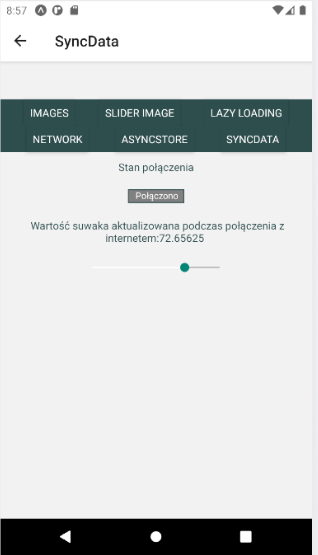 8:57
SyncData
IMAGES SLIDER IMAGE LAZY LOADING
NETWORK ASYNCSTORE SYNCDATA
Stan połączenia
Połączono
Wartość suwaka aktualizowana podczas połączenia z
internetem:72.65625